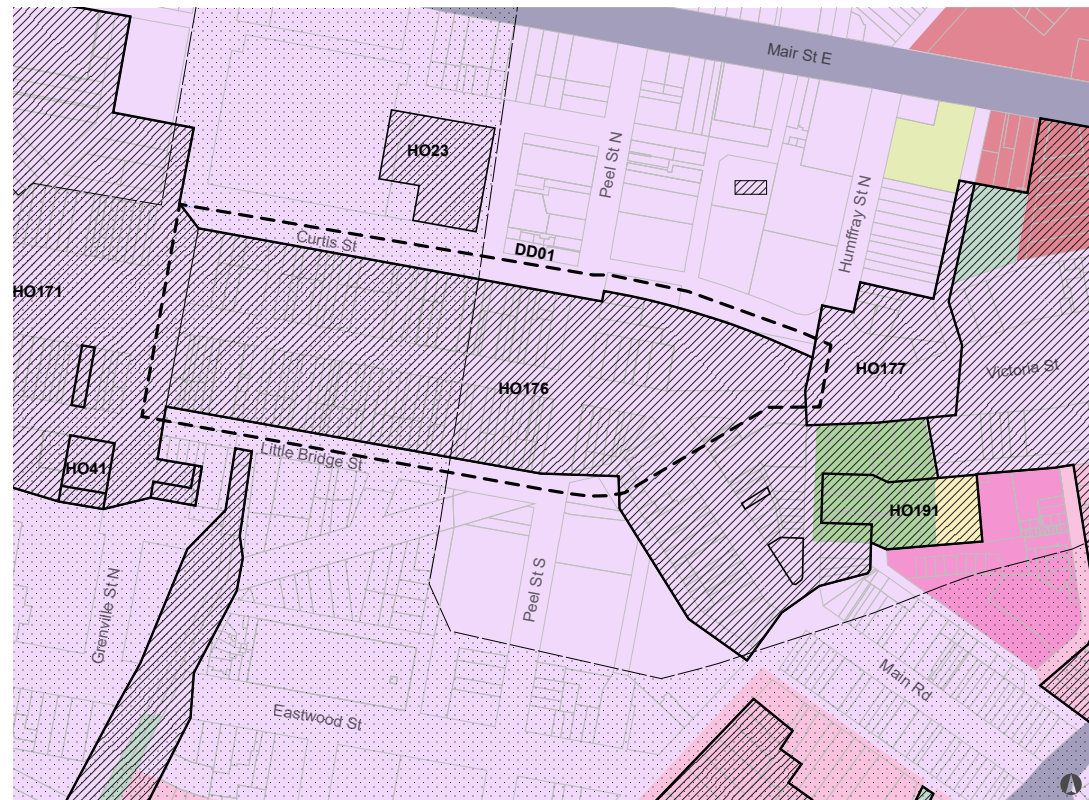 Mair St E
HO23
Peel St N
Humffray St N
Curtis St
DD01
HO171
HO177
Victoria St
HO176
Little Bridge St
HO41
HO191
Peel St S
Grenville St N
Main Rd
Eastwood St